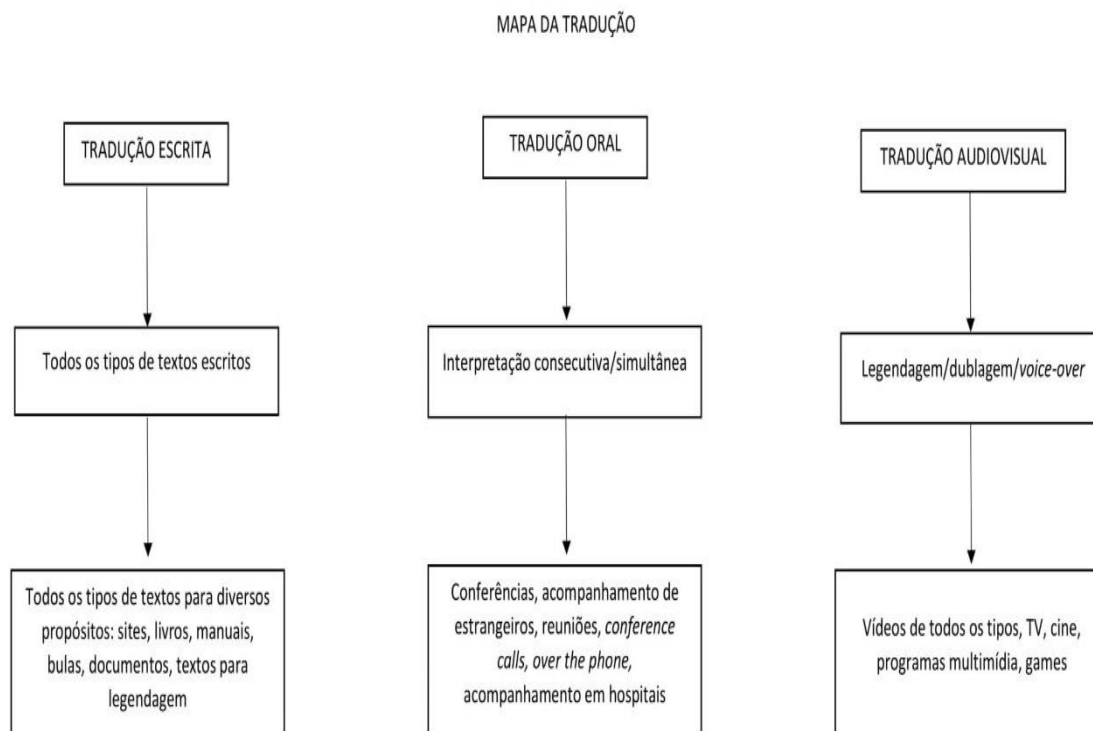 MAPA DA TRADUÇÃO
TRADUÇÃO ESCRITA
Todos os tipos de textos escritos
Todos os tipos de textos para diversos
propósitos: sites, livros, manuais,
bulas, documentos, textos para
legendagem
TRADUÇÃO ORAL
Interpretação consecutiva/simultânea
Conferências, acompanhamento de
estrangeiros, reuniões, conference
calls, over the phone,
acompanhamento em hospitais
TRADUÇÃO AUDIOVISUAL
Legendagem/dublagem/voice-over
Vídeos de todos os tipos, TV, cine,
programas multimídia, games